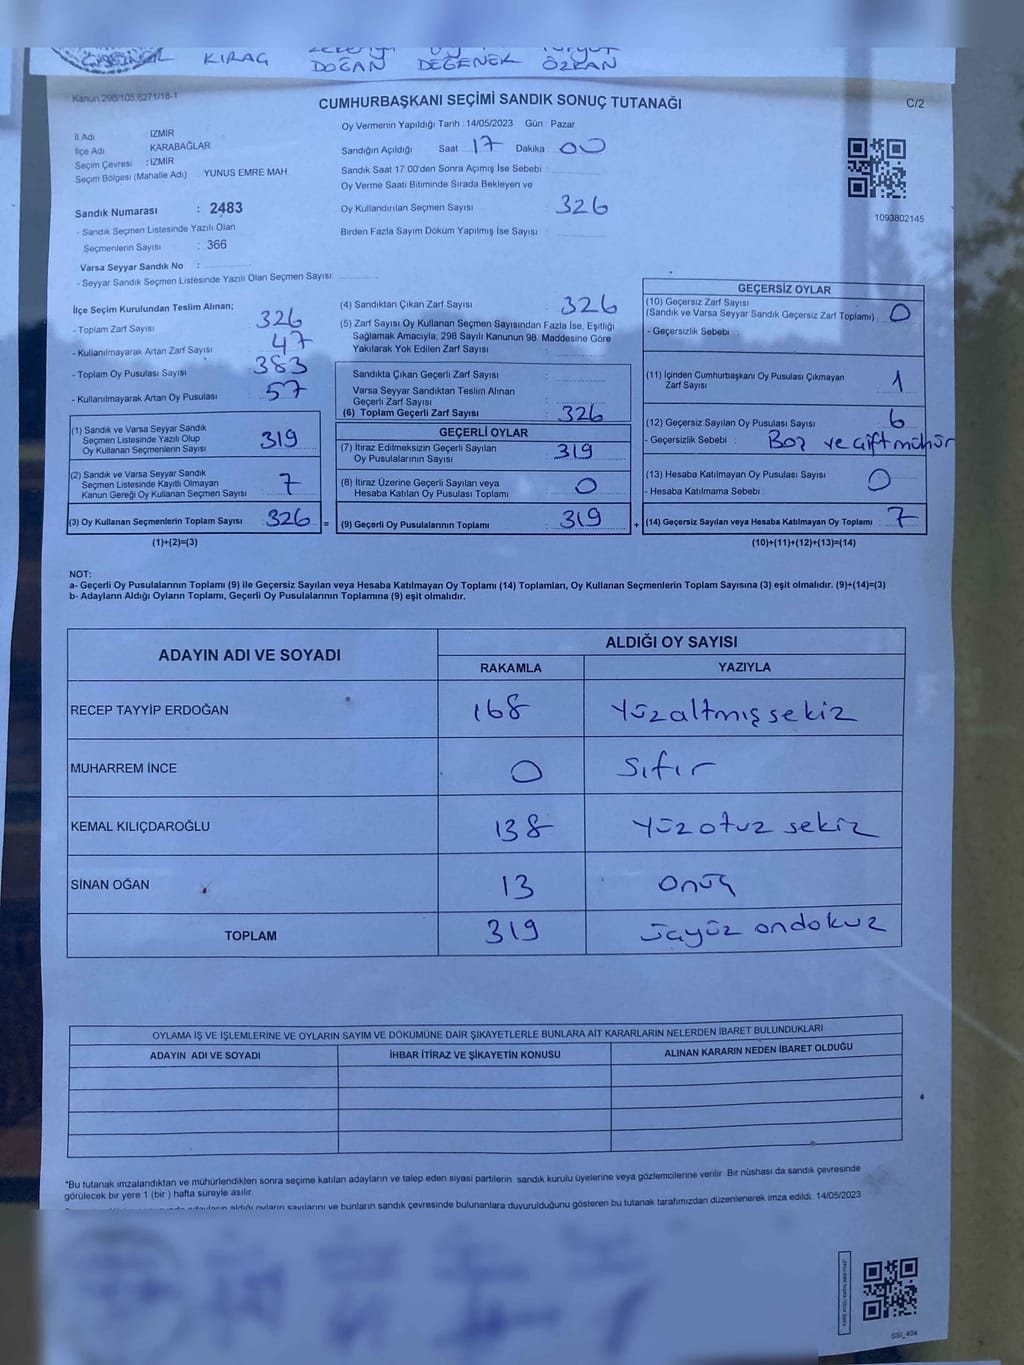 KIRAG
DOĞAN DEĞENEK ÖZKAN
Kanun 298/105,6271/18-1
CUMHURBAŞKANI SEÇİMİ SANDIK SONUÇ TUTANAĞI
C/2
İl Adı : İZMİR
İlçe Adı : KARABAĞLAR
Seçim Çevresi : İZMİR
Seçim Bölgesi (Mahalle Adı) YUNUS EMRE MAH
Oy Vermenin Yapıldığı Tarih : 14/05/2023 Gün : Pazar
Sandığın Açıldığı Saat 17 Dakika : 00
Sandık Saat 17:00'den Sonra Açımış İse Sebebi :
Oy Verme Saati Bitiminde Sırada Bekleyen ve
Oy Kullandırılan Seçmen Sayısı : 326
Birden Fazla Sayım Döküm Yapılmış İse Sayısı :
1093802145
Sandık Numarası : 2483
- Sandık Seçmen Listesinde Yazılı Olan
Seçmenlerin Sayısı : 366
Varsa Seyyar Sandık No :
- Seyyar Sandık Seçmen Listesinde Yazılı Olan Seçmen Sayısı:
İlçe Seçim Kurulundan Teslim Alınan;
- Toplam Zarf Sayısı : 326
- Kullanılmayarak Artan Zarf Sayısı : 47
- Toplam Oy Pusulası Sayısı : 383
- Kullanılmayarak Artan Oy Pusulası : 57
(1) Sandık ve Varsa Seyyar Sandık
Seçmen Listesinde Yazılı Olup
Oy Kullanan Seçmenlerin Sayısı : 319
(2) Sandık ve Varsa Seyyar Sandık
Seçmen Listesinde Kayıtlı Olmayan
Kanun Gereği Oy Kullanan Seçmen Sayısı : 7
(3) Oy Kullanan Seçmenlerin Toplam Sayısı : 326 =
(1)+(2)=(3)
(4) Sandıktan Çıkan Zarf Sayısı : 326
(5) Zarf Sayısı Oy Kullanan Seçmen Sayısından Fazla İse, Eşitliği
Sağlamak Amacıyla, 298 Sayılı Kanunun 98. Maddesine Göre
Yakılarak Yok Edilen Zarf Sayısı :
Sandıkta Çıkan Geçerli Zarf Sayısı :
Varsa Seyyar Sandıktan Teslim Alınan
Geçerli Zarf Sayısı :
(6) Toplam Geçerli Zarf Sayısı : 326
GEÇERLİ OYLAR
(7) İtiraz Edilmeksizin Geçerli Sayılan
Oy Pusulalarının Sayısı : 319
(8) İtiraz Üzerine Geçerli Sayılan veya
Hesaba Katılan Oy Pusulası Toplamı : 0
(9) Geçerli Oy Pusulalarının Toplamı : 319 +
GEÇERSİZ OYLAR
(10) Geçersiz Zarf Sayısı
(Sandık ve Varsa Seyyar Sandık Geçersiz Zarf Toplamı) : 0
- Geçersizlik Sebebi :
(11) İçinden Cumhurbaşkanı Oy Pusulası Çıkmayan
Zarf Sayısı : 1
(12) Geçersiz Sayılan Oy Pusulası Sayısı : 6
- Geçersizlik Sebebi : Boş ve Çift mühür
(13) Hesaba Katılmayan Oy Pusulası Sayısı : 0
- Hesaba Katılmama Sebebi :
(14) Geçersiz Sayılan veya Hesaba Katılmayan Oy Toplamı : 7
(10)+(11)+(12)+(13)=(14)
NOT:
a- Geçerli Oy Pusulalarının Toplamı (9) ile Geçersiz Sayılan veya Hesaba Katılmayan Oy Toplamı (14) Toplamları, Oy Kullanan Seçmenlerin Toplam Sayısına (3) eşit olmalıdır. (9)+(14)=(3)
b- Adayların Aldığı Oyların Toplamı, Geçerli Oy Pusulalarının Toplamına (9) eşit olmalıdır.
ADAYIN ADI VE SOYADI ALDIĞI OY SAYISI
RAKAMLA YAZIYLA
RECEP TAYYİP ERDOĞAN 168 yüzaltmışsekiz
MUHARREM İNCE 0 sıfır
KEMAL KILIÇDAROĞLU 138 yüzotuz sekiz
SİNAN OĞAN 13 onüç
TOPLAM 319 üçyüz ondokuz
OYLAMA İŞ VE İŞLEMLERİNE VE OYLARIN SAYIM VE DÖKÜMÜNE DAİR ŞİKAYETLERLE BUNLARA AİT KARARLARIN NELERDEN İBARET BULUNDUKLARI
ADAYIN ADI VE SOYADI İHBAR İTİRAZ VE ŞİKAYETİN KONUSU ALINAN KARARIN NEDEN İBARET OLDUĞU
*Bu tutanak imzalandıktan ve mühürlendikten sonra seçime katılan adayların ve talep eden siyasi partilerin sandık kurulu üyelerine veya gözlemcilerine verilir. Bir nüshası da sandık çevresinde
görülecek bir yere 1 (bir ) hafta süreyle asılır.
adayların aldığı oyların sayılarını ve bunların sandık çevresinde bulunanlara duyurulduğunu gösteren bu tutanak tarafımızdan düzenlenerek imza edildi. 14/05/2023
SSI_404